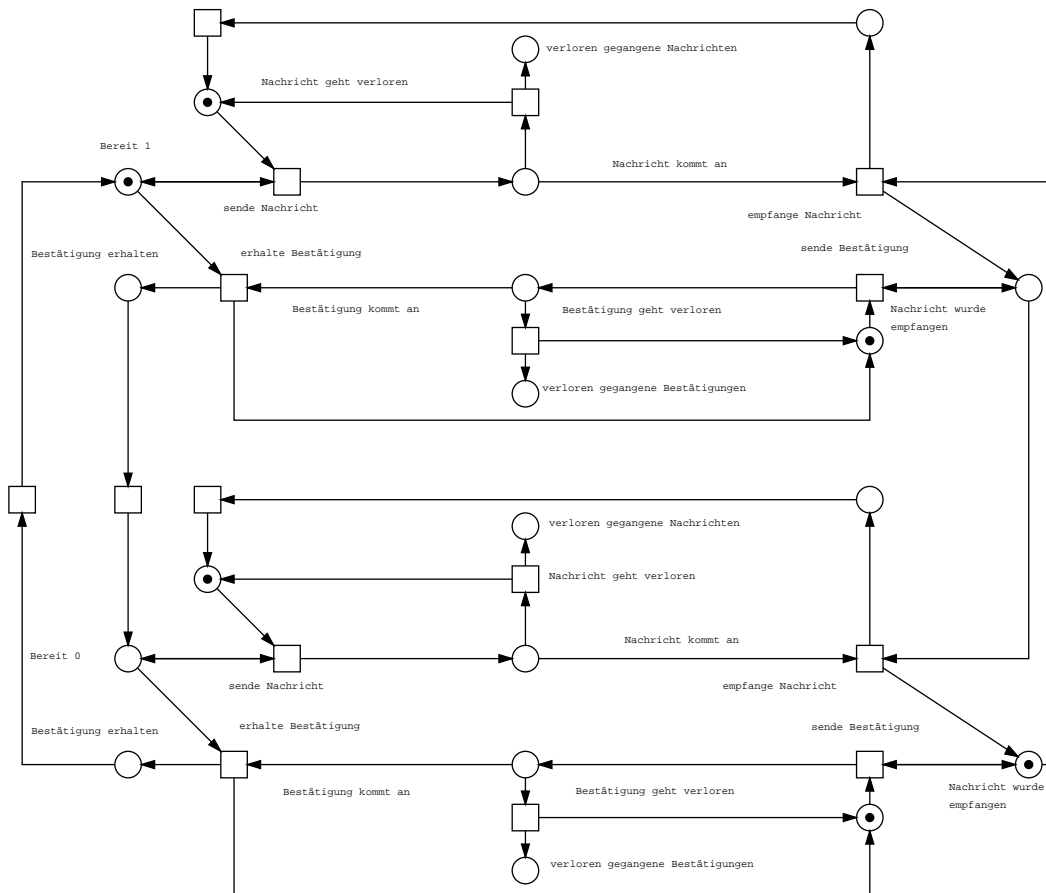 verloren gegangene Nachrichten
Nachricht geht verloren
Bereit 1
Nachricht kommt an
sende Nachricht
empfange Nachricht
sende Bestätigung
Bestätigung erhalten
erhalte Bestätigung
Bestätigung kommt an
Bestätigung geht verloren
Nachricht wurde
empfangen
verloren gegangene Bestätigungen
verloren gegangene Nachrichten
Nachricht geht verloren
Nachricht kommt an
Bereit 0
sende Nachricht
empfange Nachricht
erhalte Bestätigung
sende Bestätigung
Bestätigung erhalten
Bestätigung kommt an
Bestätigung geht verloren
Nachricht wurde
empfangen
verloren gegangene Bestätigungen